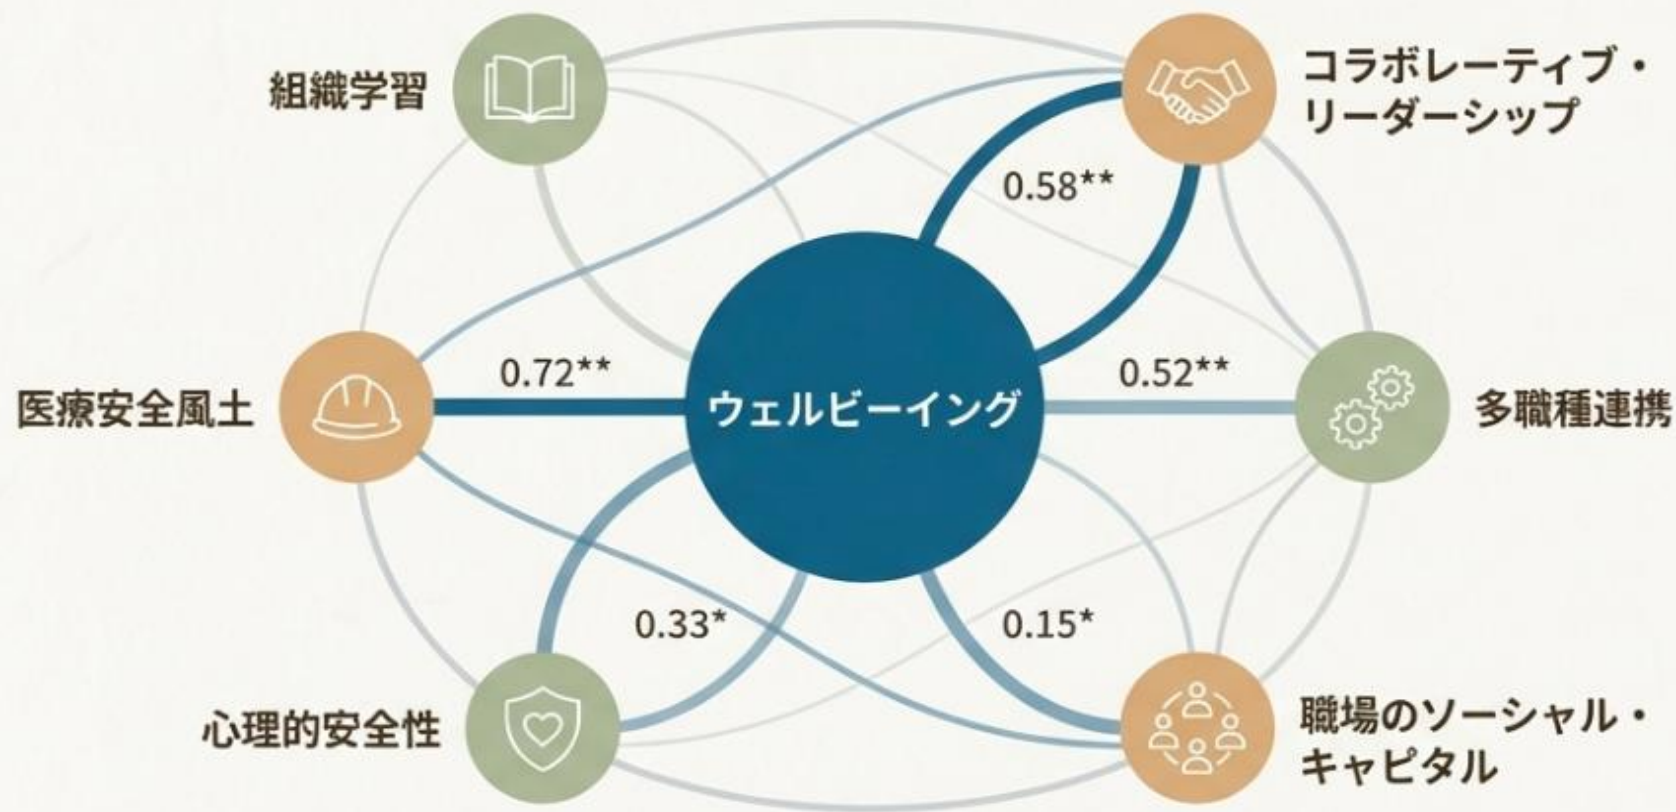 組織学習
コラボレーティブ・
リーダーシップ
0.58**
医療安全風土
0.72**
ウェルビーイング
0.52**
多職種連携
0.33*
0.15*
心理的安全性
職場のソーシャル・
キャピタル